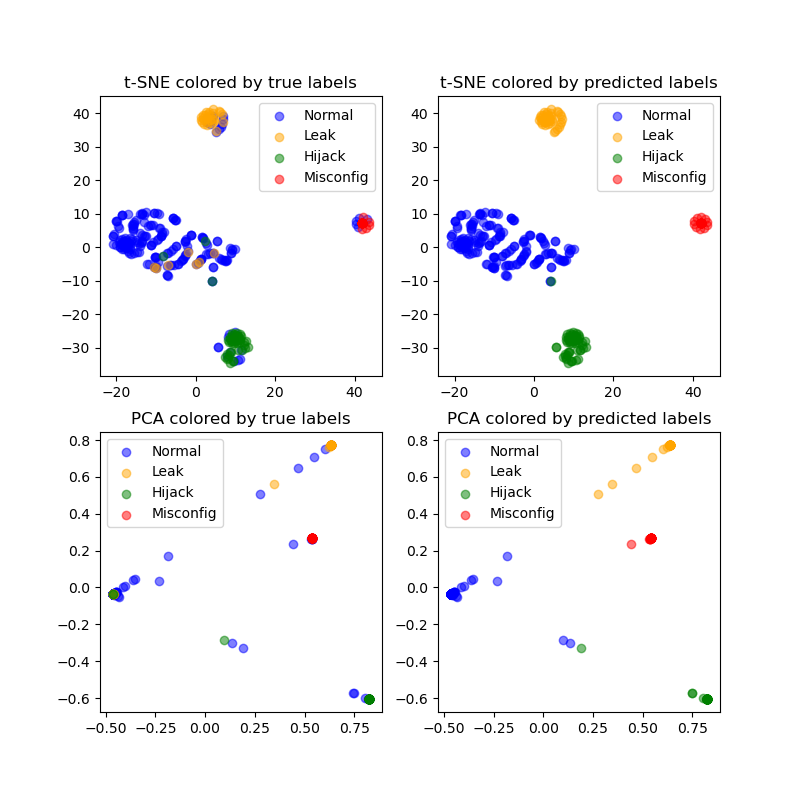 t-SNE colored by true labels
Normal
Leak
Hijack
Misconfig
40
30
20
10
0
−10
−20
−30
−20
0
20
40
t-SNE colored by predicted labels
Normal
Leak
Hijack
Misconfig
40
30
20
10
0
−10
−20
−30
−20
0
20
40
PCA colored by true labels
Normal
Leak
Hijack
Misconfig
0.8
0.6
0.4
0.2
0.0
−0.2
−0.4
−0.6
−0.50
−0.25
0.00
0.25
0.50
0.75
PCA colored by predicted labels
Normal
Leak
Hijack
Misconfig
0.8
0.6
0.4
0.2
0.0
−0.2
−0.4
−0.6
−0.50
−0.25
0.00
0.25
0.50
0.75